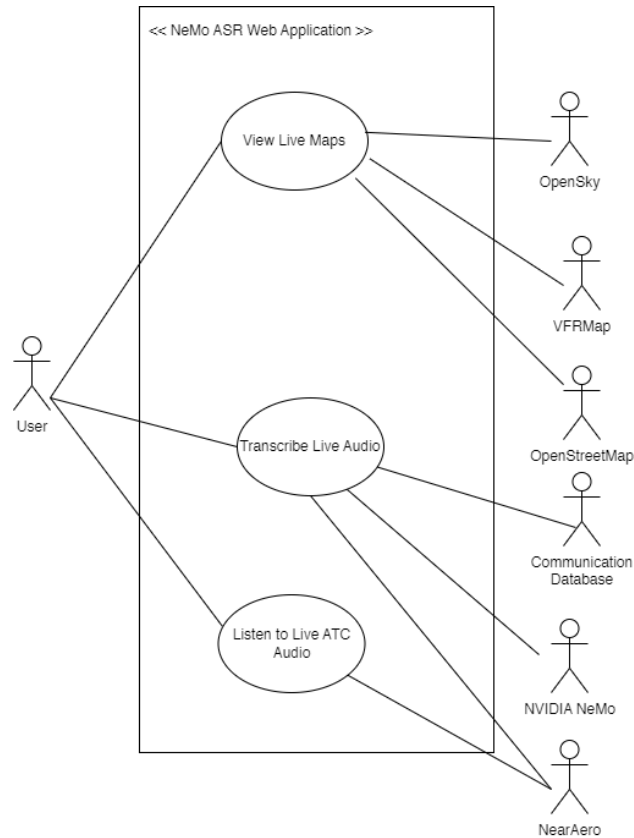 << NeMo ASR Web Application >>
View Live Maps
OpenSky
VFRMap
User
Transcribe Live Audio
OpenStreetMap
Communication
Database
Listen to Live ATC
Audio
NVIDIA NeMo
NearAero